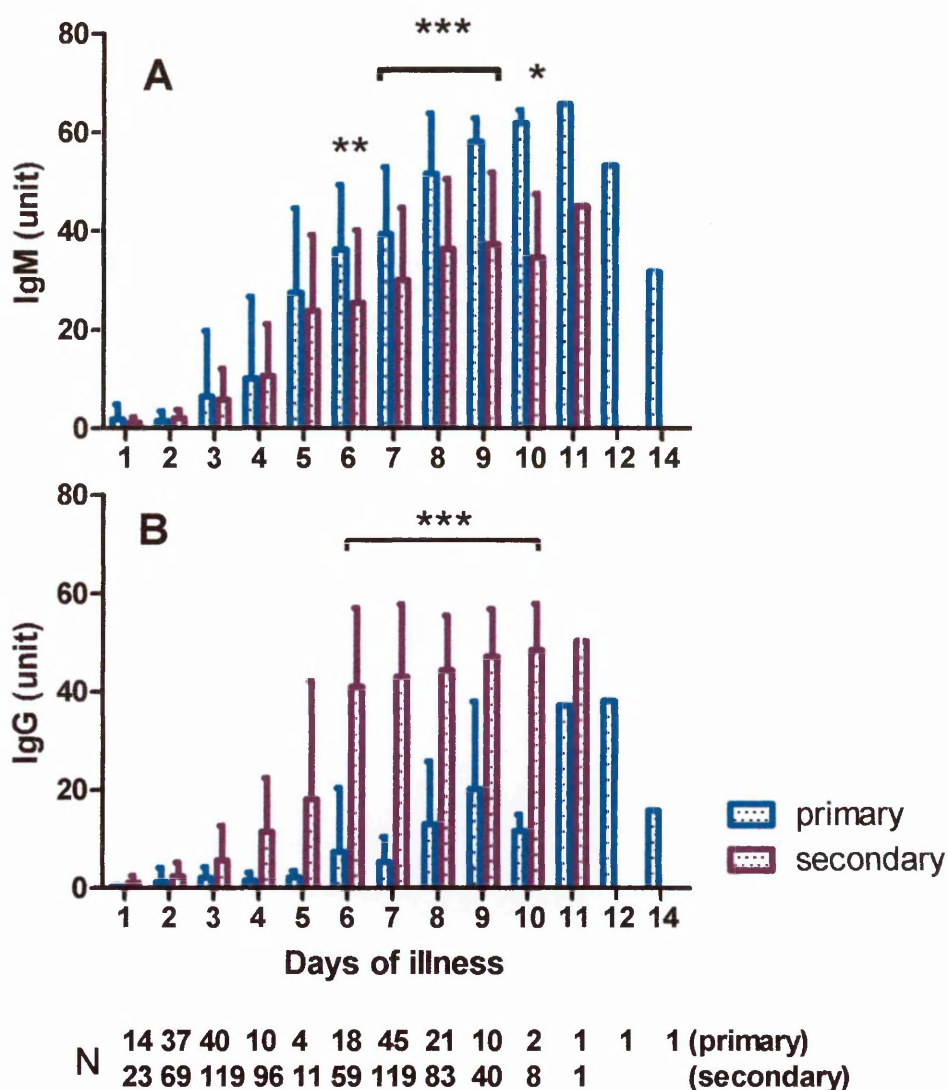 ***
80
A
*
60
**
IgM (unit)
40
20
0
1 2 3 4 5 6 7 8 9 10 11 12 14
80
B
***
60
IgG (unit)
40
20
0
primary
secondary
1 2 3 4 5 6 7 8 9 10 11 12 14
Days of illness
N
14 37 40 10 4 18 45 21 10 2 1 1 1 (primary)
23 69 119 96 11 59 119 83 40 8 1 (secondary)